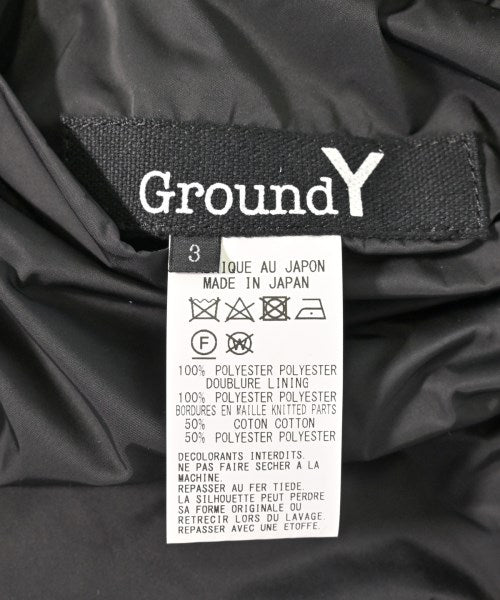 GroundY
3
IQUE AU JAPON
MADE IN JAPAN
F W
100% POLYESTER POLYESTER
DOUBLURE LINING
100% POLYESTER POLYESTER
BORDURES EN MAILLE KNITTED PARTS
50% COTON COTTON
50% POLYESTER POLYESTER
DECOLORANTS INTERDITS.
NE PAS FAIRE SECHER A LA
MACHINE.
REPASSER AU FER TIEDE.
LA SILHOUETTE PEUT PERDRE
SA FORME ORIGINALE OU
RETRECIR LORS DU LAVAGE.
REPASSER AVEC UNE ETOFFE.